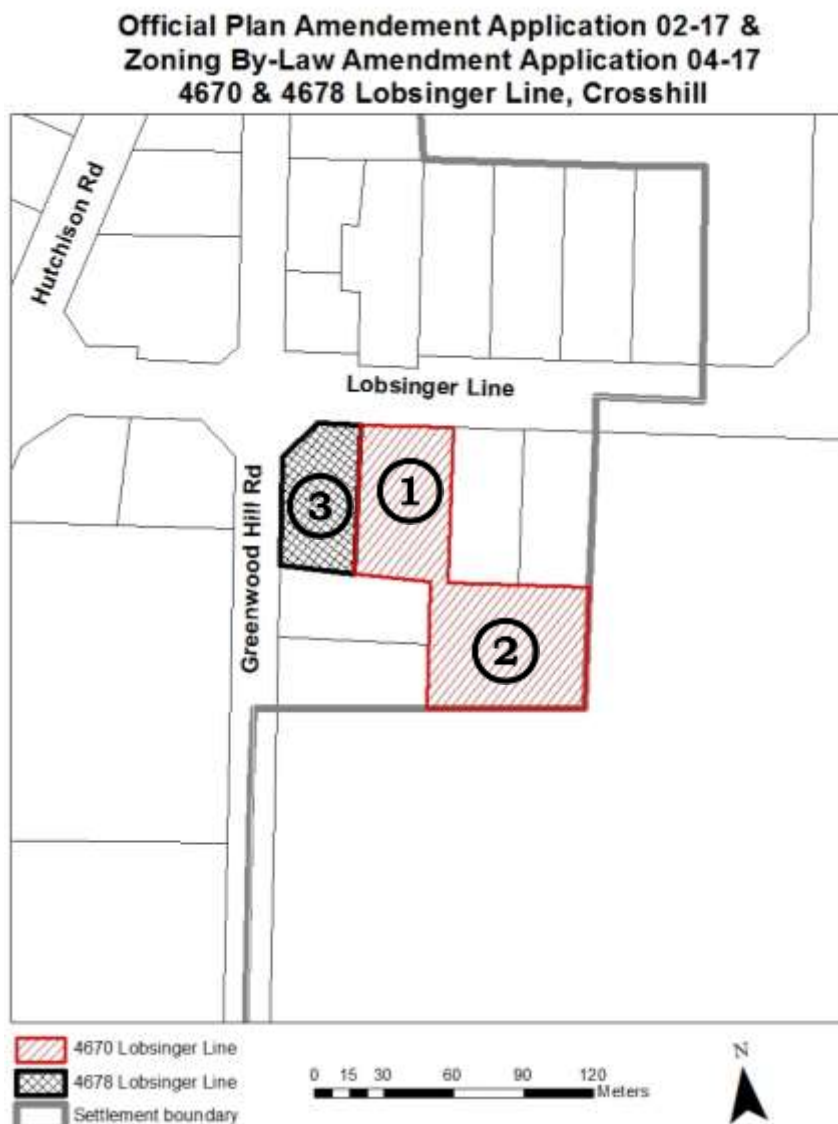 Official Plan Amendement Application 02-17 &
Zoning By-Law Amendment Application 04-17
4670 & 4678 Lobsinger Line, Crosshill
Hutchison Rd
Lobsinger Line
Greenwood Hill Rd
1
3
2
4670 Lobsinger Line
4678 Lobsinger Line
Settlement boundary
0 15 30 60 90 120
Meters
N